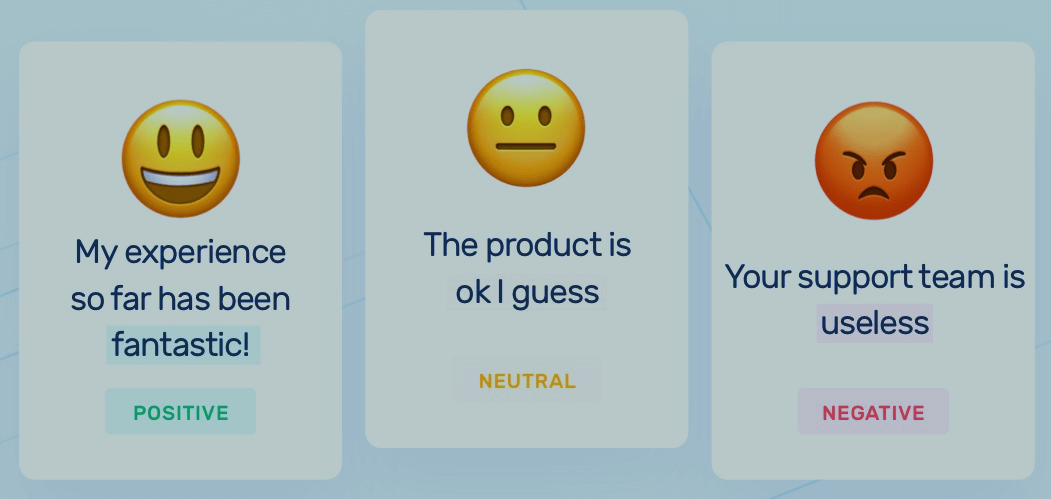 My experience
so far has been
fantastic!
POSITIVE
The product is
ok I guess
NEUTRAL
Your support team is
useless
NEGATIVE